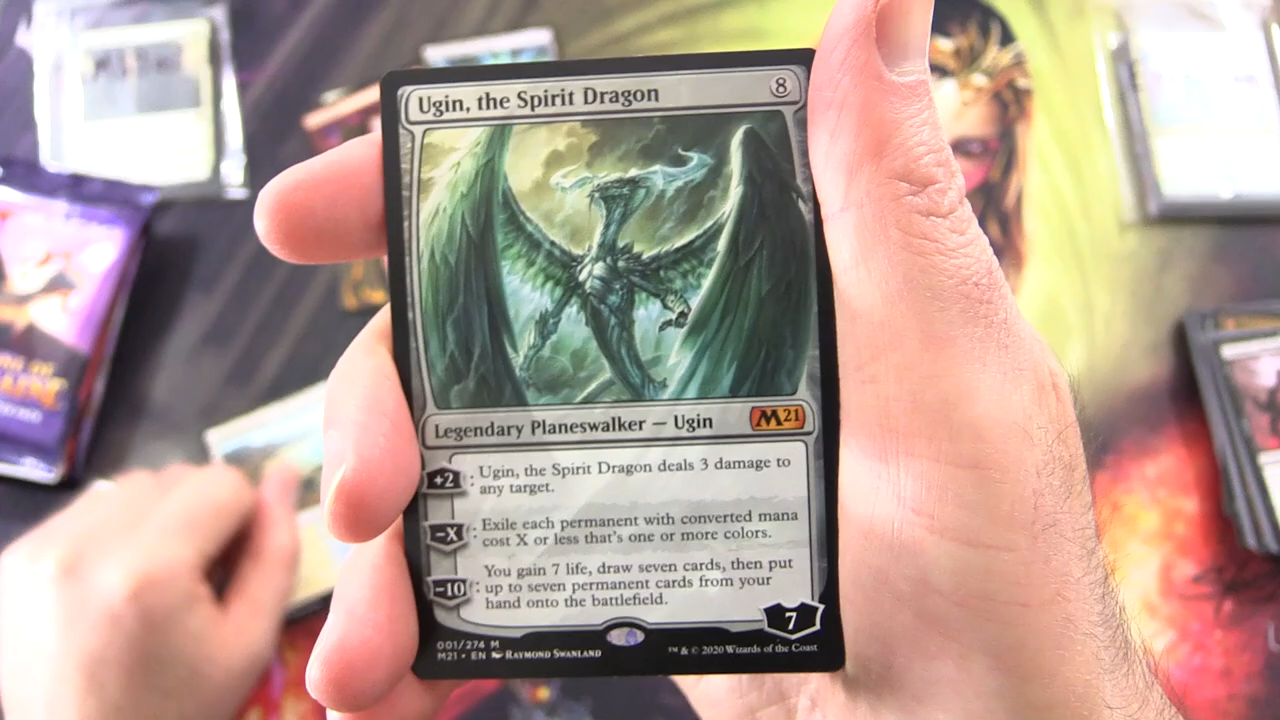 Ugin, the Spirit Dragon 8
Legendary Planeswalker — Ugin M21
+2: Ugin, the Spirit Dragon deals 3 damage to
any target.
-X: Exile each permanent with converted mana
cost X or less that's one or more colors.
You gain 7 life, draw seven cards, then put
-10: up to seven permanent cards from your
hand onto the battlefield.
7
001/274 M
M21 • EN Raymond Swanland ™ & © 2020 Wizards of the Coast